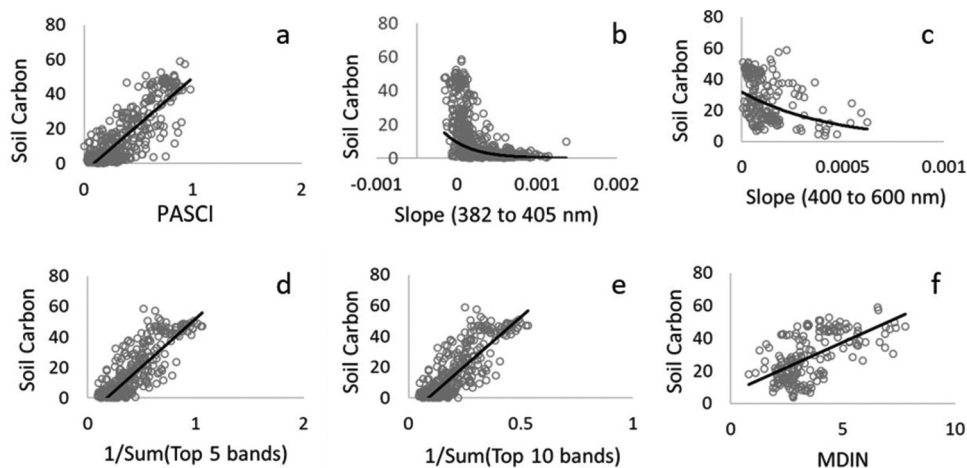 a
Soil Carbon
80
60
40
20
0
0 1 2
PASCI
b
Soil Carbon
80
60
40
20
0
-0.001 0 0.001 0.002
Slope (382 to 405 nm)
c
Soil Carbon
80
60
40
20
0
0 0.0005 0.001
Slope (400 to 600 nm)
d
Soil Carbon
80
60
40
20
0
0 1 2
1/Sum(Top 5 bands)
e
Soil Carbon
80
60
40
20
0
0 0.5 1
1/Sum(Top 10 bands)
f
Soil Carbon
80
60
40
20
0
0 5 10
MDIN